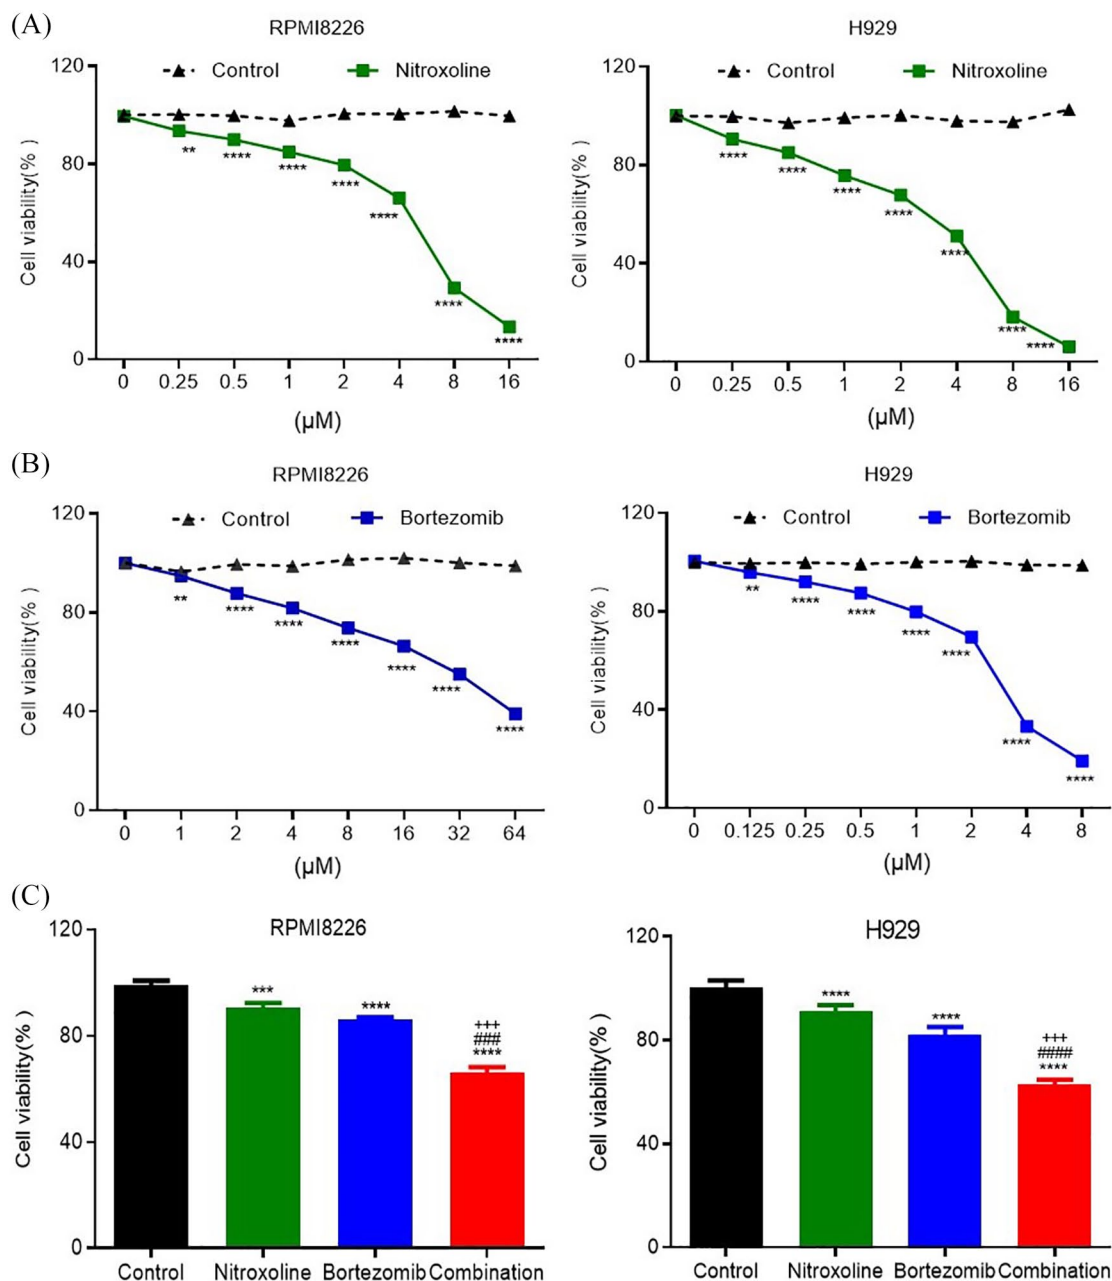 (A)
RPMI8226
H929
Control
Nitroxoline
Control
Nitroxoline
Cell viability(% )
120
80
40
0
** **** **** **** **** **** ****
0 0.25 0.5 1 2 4 8 16
(µM)
Cell viability(% )
120
80
40
0
**** **** **** **** **** **** ****
0 0.25 0.5 1 2 4 8 16
(µM)
(B)
RPMI8226
H929
Control
Bortezomib
Control
Bortezomib
Cell viability(% )
120
80
40
0
** **** **** **** **** **** ****
0 1 2 4 8 16 32 64
(µM)
Cell viability(% )
120
80
40
0
** **** **** **** **** **** ****
0 0.125 0.25 0.5 1 2 4 8
(µM)
(C)
RPMI8226
H929
Cell viability(% )
120
80
40
0
***
****
+++
###
****
Control Nitroxoline Bortezomib Combination
Cell viability(% )
120
80
40
0
****
****
+++
####
****
Control Nitroxoline Bortezomib Combination